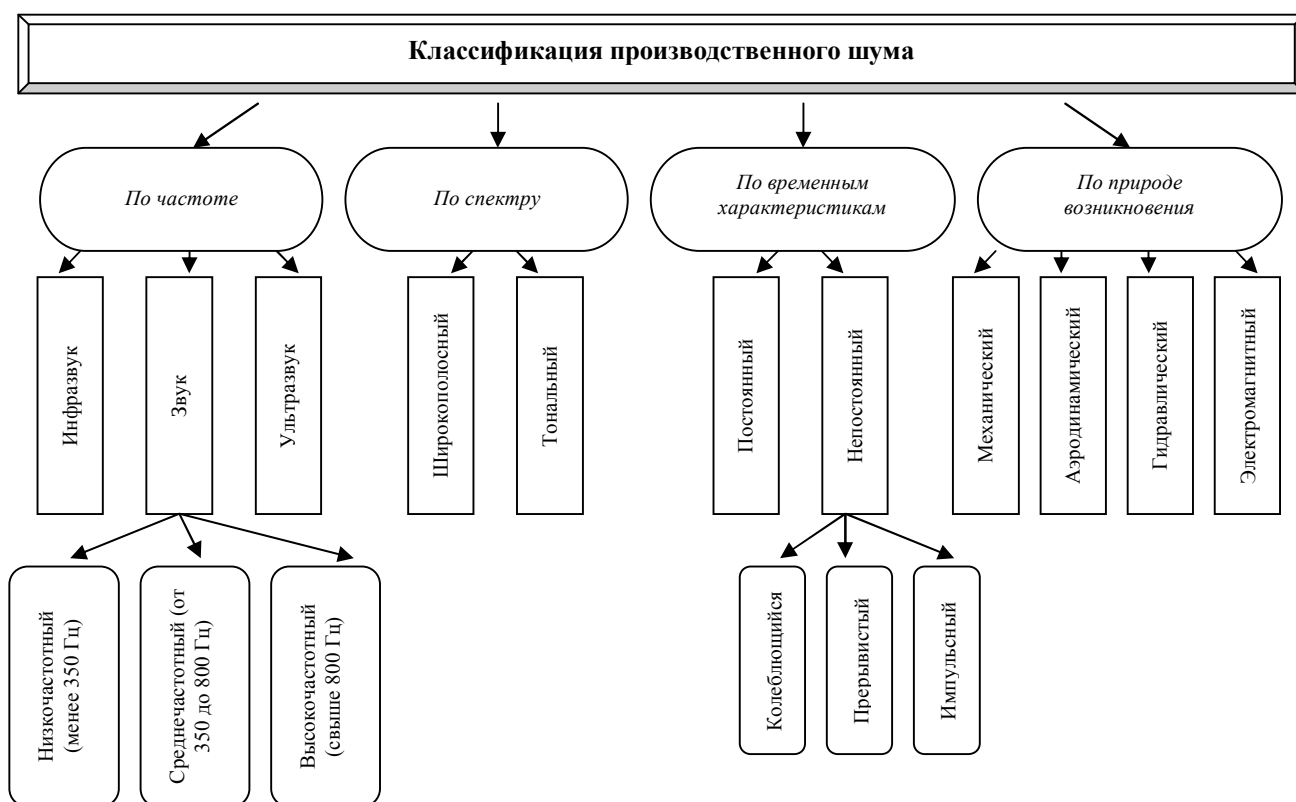 Классификация производственного шума
По частоте
По спектру
По временным
характеристикам
По природе
возникновения
Инфразвук
Звук
Ультразвук
Широкополосный
Тональный
Постоянный
Непостоянный
Механический
Аэродинамический
Гидравлический
Электромагнитный
Низкочастотный
(менее 350 Гц)
Среднечастотный (от
350 до 800 Гц)
Высокочастотный
(свыше 800 Гц)
Колеблющийся
Прерывистый
Импульсный